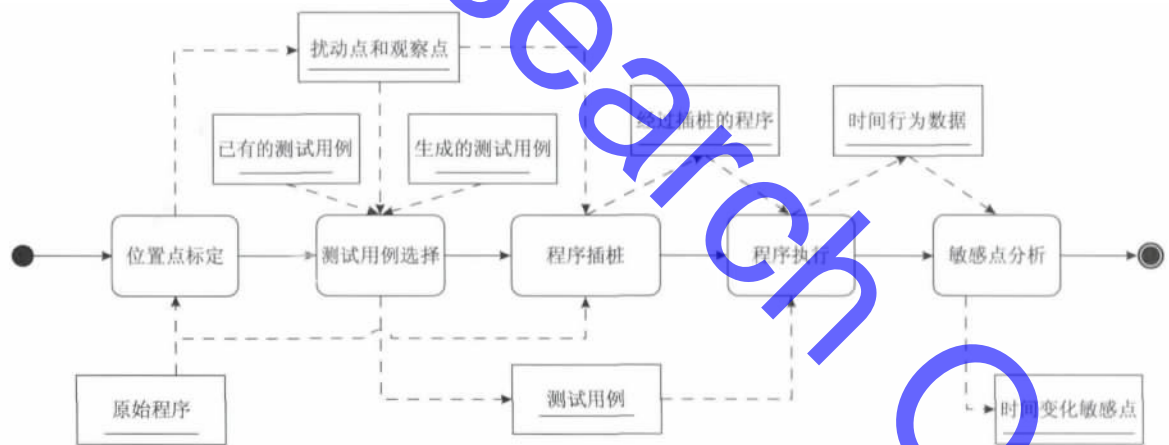 扰动点和观察点
已有的测试用例
生成的测试用例
经过插桩的程序
时间行为数据
位置点标定
测试用例选择
程序插桩
程序执行
敏感点分析
原始程序
测试用例
时间变化敏感点
search